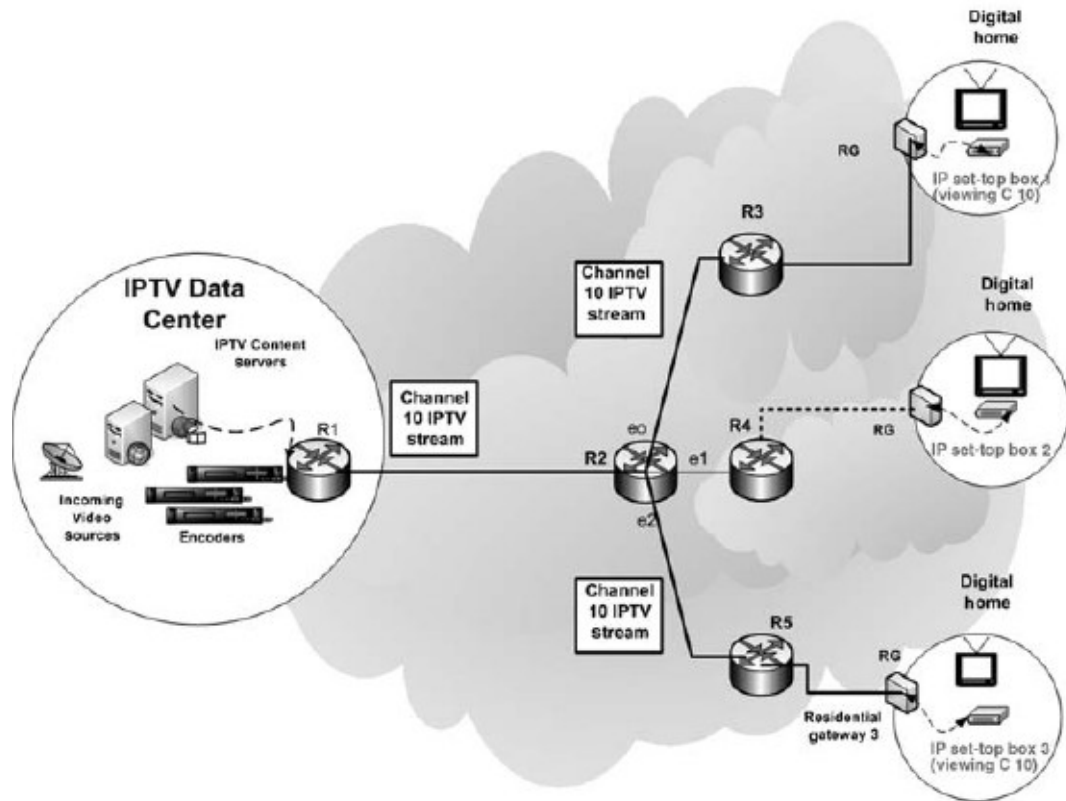 Digital
home
RG
IP set-top box 1
(viewing C 10)
R3
Channel
10 IPTV
stream
IPTV Data
Center
IPTV Content
servers
Digital
home
Channel
10 IPTV
stream
R1
eo
R4
RG
R2
e1
IP set-top box 2
e2
Incoming
Video
sources
Encoders
Channel
10 IPTV
stream
Digital
home
R5
RG
Residential
gateway 3
IP set-top box 3
(viewing C 10)